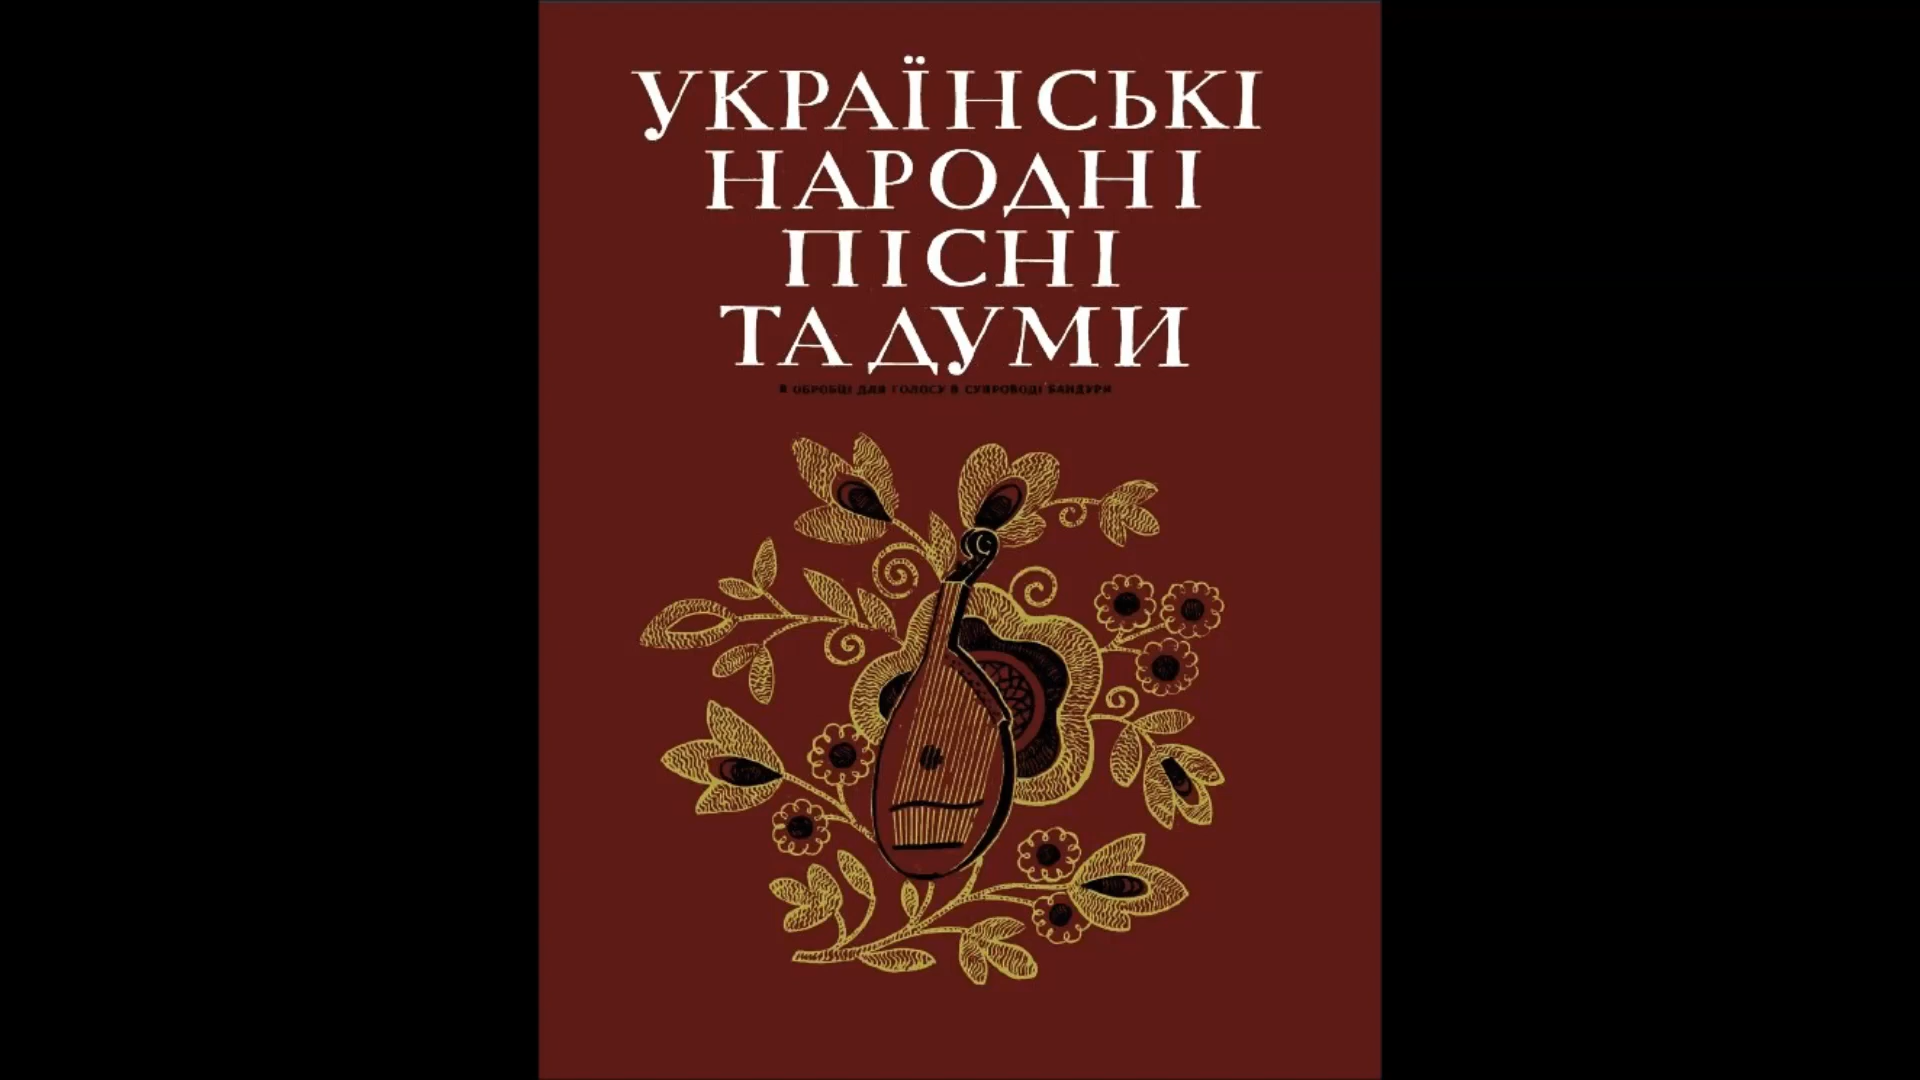 УКРАЇНСЬКІ
НАРОДНІ
ПІСНІ
ТА ДУМИ
В ОБРОБЦІ ДЛЯ ГОЛОСУ В СУПРОВОДІ БАНДУРИ